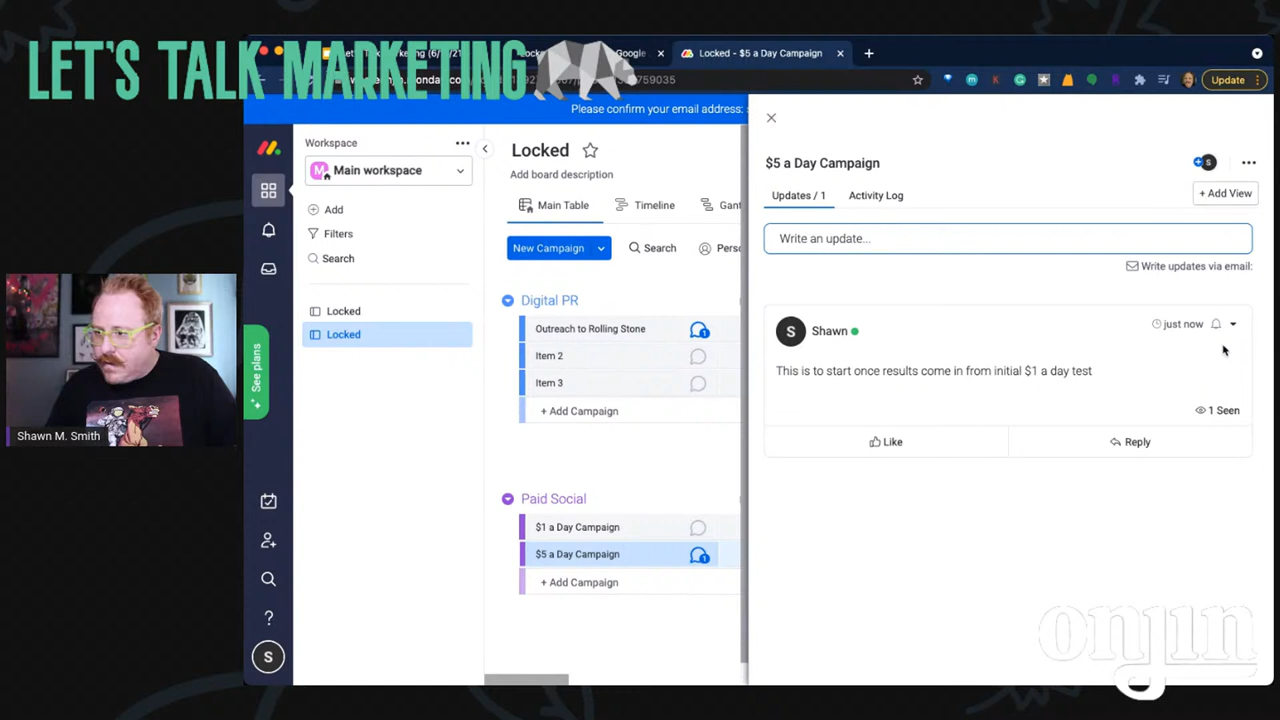 LET'S TALK MARKETING
Google
Locked - $5 a Day Campaign
759035
Update
Please confirm your email address:
Workspace
M Main workspace
Add
Filters
Search
Locked
Locked
See plans
S
Locked
Add board description
Main Table
Timeline
Gant
New Campaign
Search
Perso
Digital PR
Outreach to Rolling Stone
1
Item 2
Item 3
+ Add Campaign
Paid Social
$1 a Day Campaign
$5 a Day Campaign
1
+ Add Campaign
$5 a Day Campaign
S
Updates / 1
Activity Log
+ Add View
Write an update...
Write updates via email:
S
Shawn
just now
This is to start once results come in from initial $1 a day test
1 Seen
Like
Reply
Shawn M. Smith
onjin